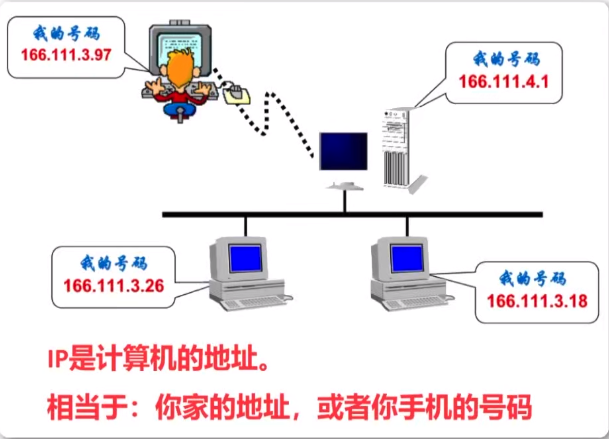 我的号码
166.111.3.97
我的号码
166.111.4.1
我的号码
166.111.3.26
我的号码
166.111.3.18
IP是计算机的地址。
相当于：你家的地址，或者你手机的号码